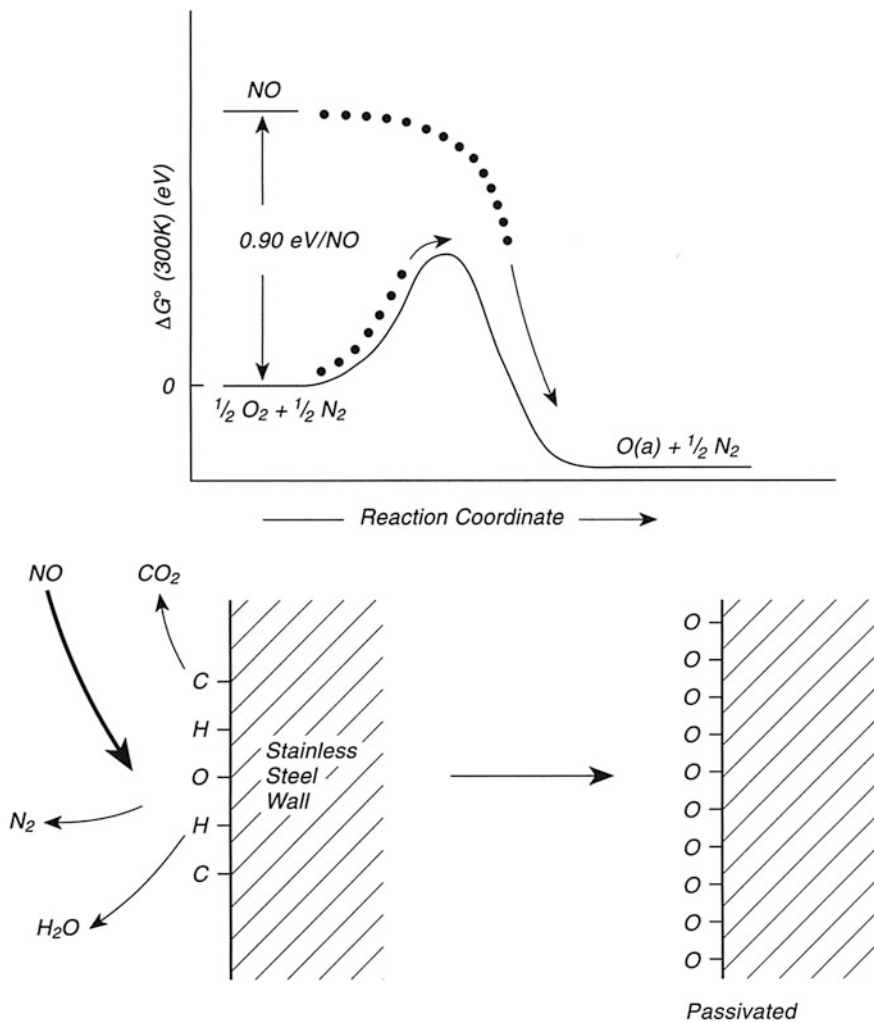 NO
ΔG° (300K) (eV)
0.90 eV/NO
0
½ O₂ + ½ N₂
O(a) + ½ N₂
Reaction Coordinate
NO
CO₂
C
H
O
H
C
Stainless
Steel
Wall
N₂
H₂O
O
O
O
O
O
O
O
O
O
O
Passivated